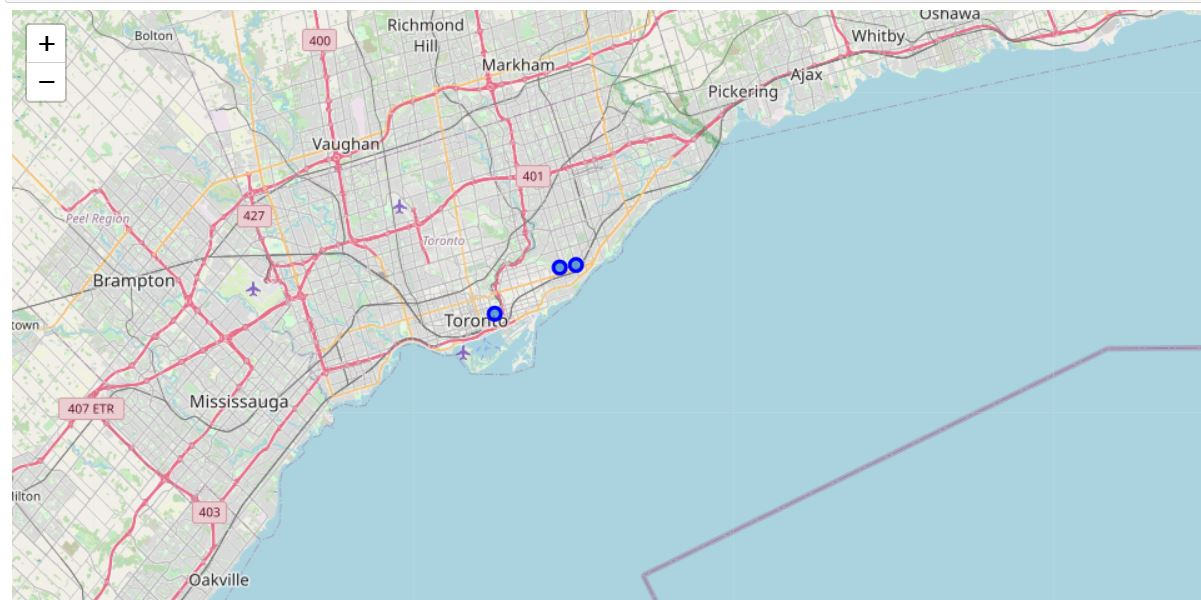 +
−
Bolton
400
Richmond
Hill
Markham
Oshawa
Whitby
Ajax
Pickering
Vaughan
401
427
Peel Region
Toronto
Brampton
town
Toronto
407 ETR
Mississauga
ilton
403
Oakville